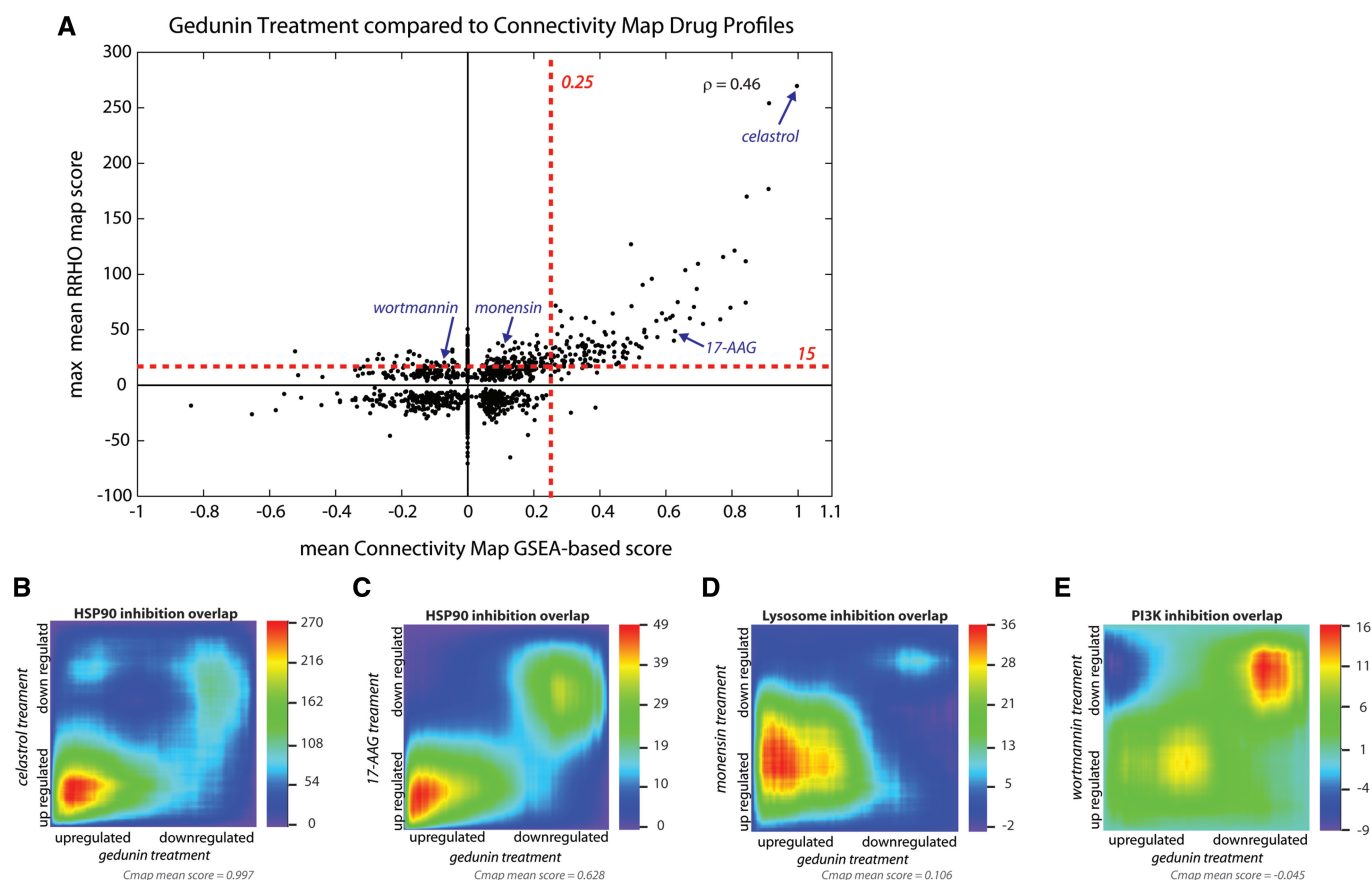 A
Gedunin Treatment compared to Connectivity Map Drug Profiles
max mean RRHO map score
300
250
200
150
100
50
0
-50
-100
0.25
ρ = 0.46
celastrol
wortmannin
monensin
17-AAG
15
-1 -0.8 -0.6 -0.4 -0.2 0 0.2 0.4 0.6 0.8 1 1.1
mean Connectivity Map GSEA-based score
B
HSP90 inhibition overlap
celastrol treament
up regulated down regulatd
270
216
162
108
54
0
upregulated downregulated
gedunin treatment
Cmap mean score = 0.997
C
HSP90 inhibition overlap
17-AAG treament
up regulated down regulated
49
39
29
19
10
0
upregulated downregulated
gedunin treatment
Cmap mean score = 0.628
D
Lysosome inhibition overlap
monensin treament
up regulated down regulated
36
28
21
13
5
-2
upregulated downregulated
gedunin treatment
Cmap mean score = 0.106
E
PI3K inhibition overlap
wortmannin treament
up regulated down regulatd
16
11
6
1
-4
-9
upregulated downregulated
gedunin treatment
Cmap mean score = -0.045